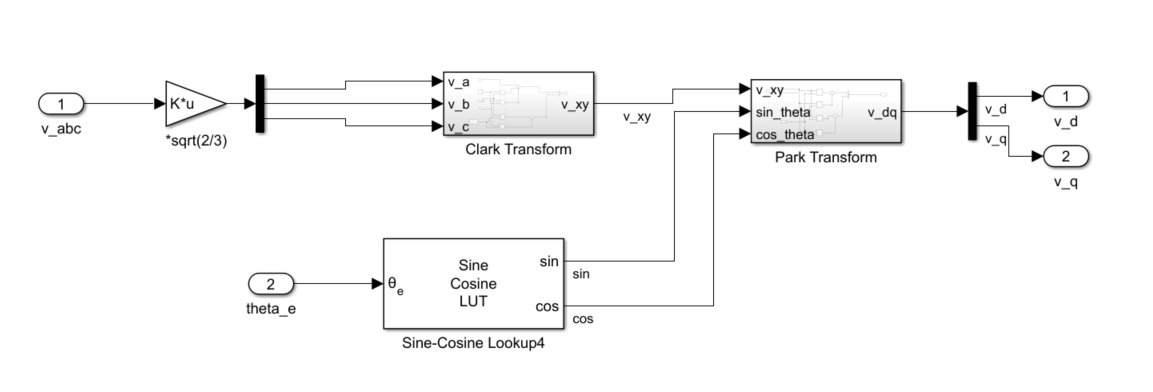 1
v_abc
K*u
*sqrt(2/3)
v_a
v_b
v_c
v_xy
Clark Transform
v_xy
v_xy
sin_theta
cos_theta
v_dq
Park Transform
v_d
v_q
1
v_d
2
v_q
2
theta_e
θe
Sine
Cosine
LUT
sin
cos
sin
cos
Sine-Cosine Lookup4